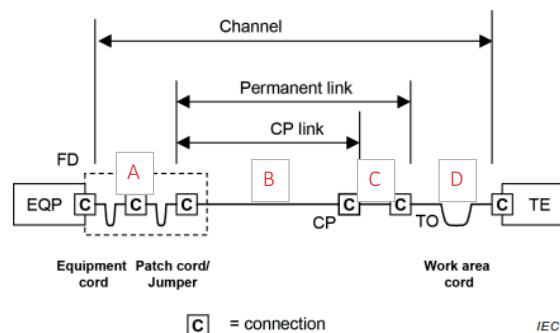 Channel
Permanent link
CP link
FD
A
B
C
D
EQP
C
C
C
C
C
C
TE
CP
TO
Equipment
cord
Patch cord/
Jumper
Work area
cord
C = connection
IEC